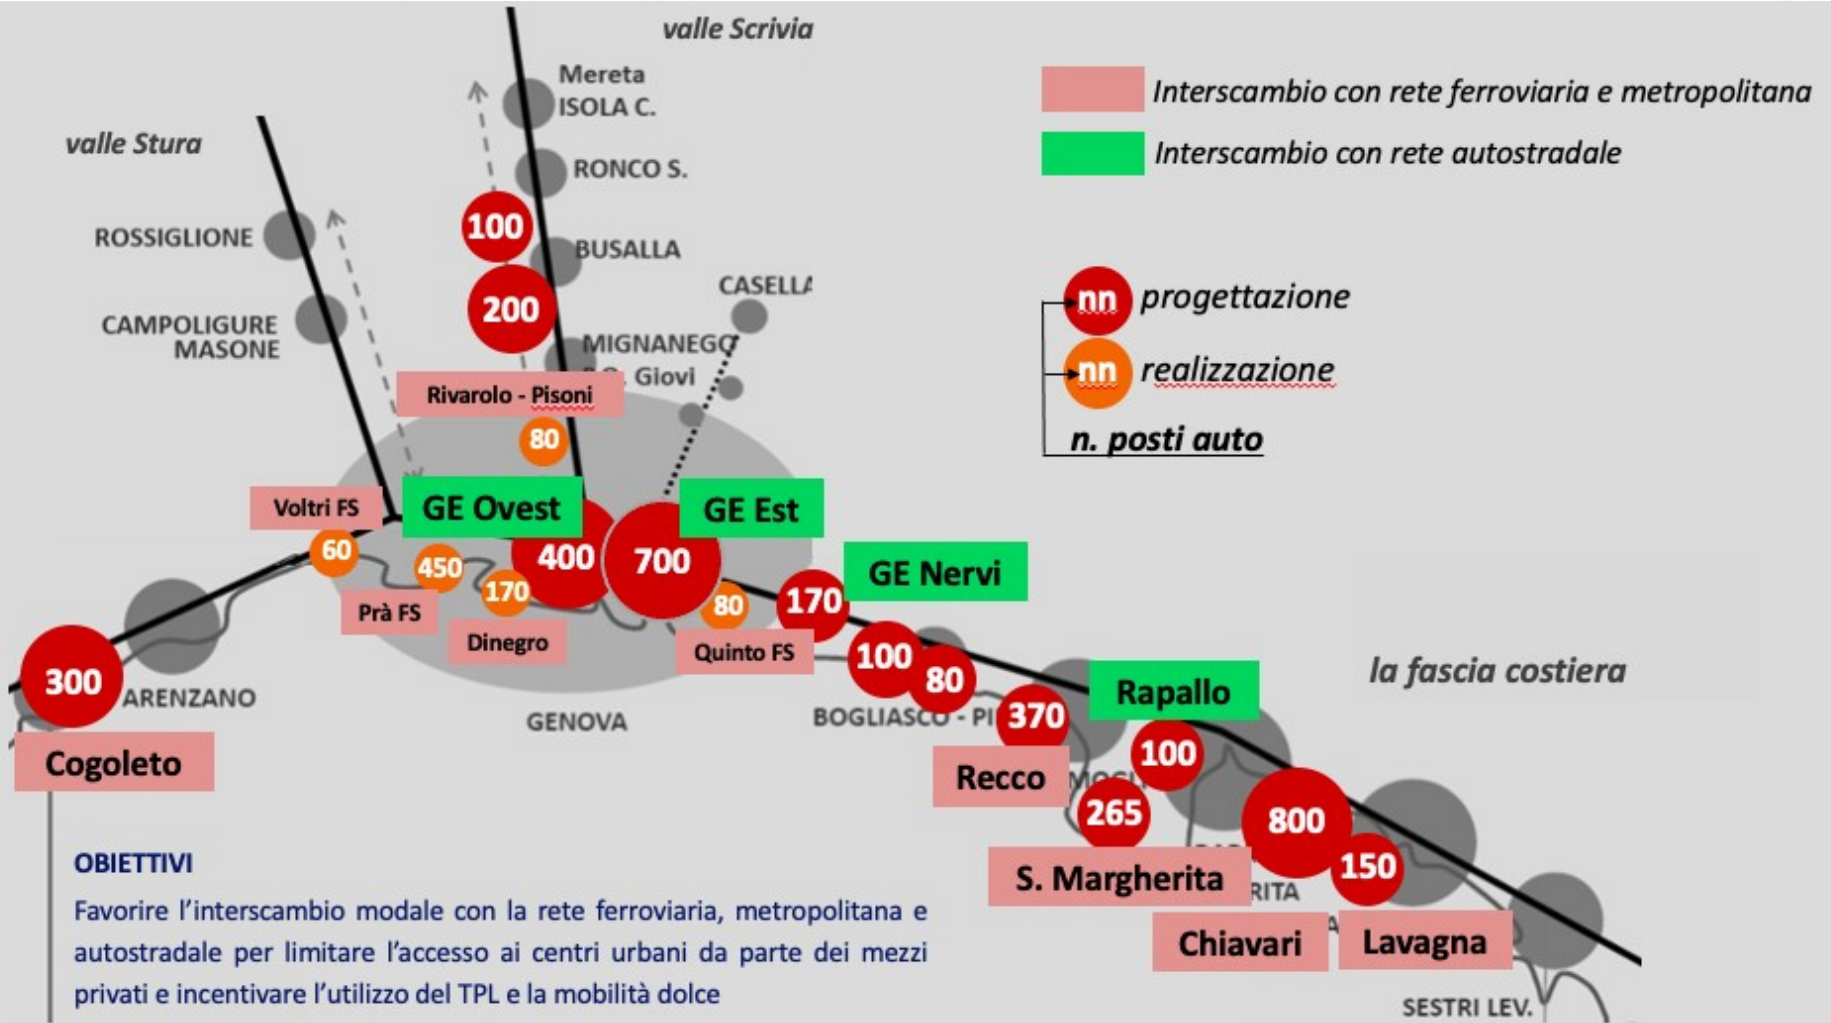 valle Scrivia
Mereta
ISOLA C.
Interscambio con rete ferroviaria e metropolitana
valle Stura
Interscambio con rete autostradale
RONCO S.
100
ROSSIGLIONE
BUSALLA
CASELLA
200
nn progettazione
CAMPOLIGURE
MASONE
MIGNANEGO
Giovi
nn realizzazione
Rivarolo - Pisoni
80
n. posti auto
Voltri FS
GE Ovest
GE Est
60
450
170
400
700
80
170
GE Nervi
Prà FS
Dinegro
Quinto FS
100
80
300
ARENZANO
GENOVA
BOGLIASCO - PI
370
Rapallo
la fascia costiera
Cogoleto
Recco
MOGL
100
265
800
150
S. Margherita
RITA
Chiavari
Lavagna
SESTRI LEV.
OBIETTIVI
Favorire l’interscambio modale con la rete ferroviaria, metropolitana e
autostradale per limitare l’accesso ai centri urbani da parte dei mezzi
privati e incentivare l’utilizzo del TPL e la mobilità dolce